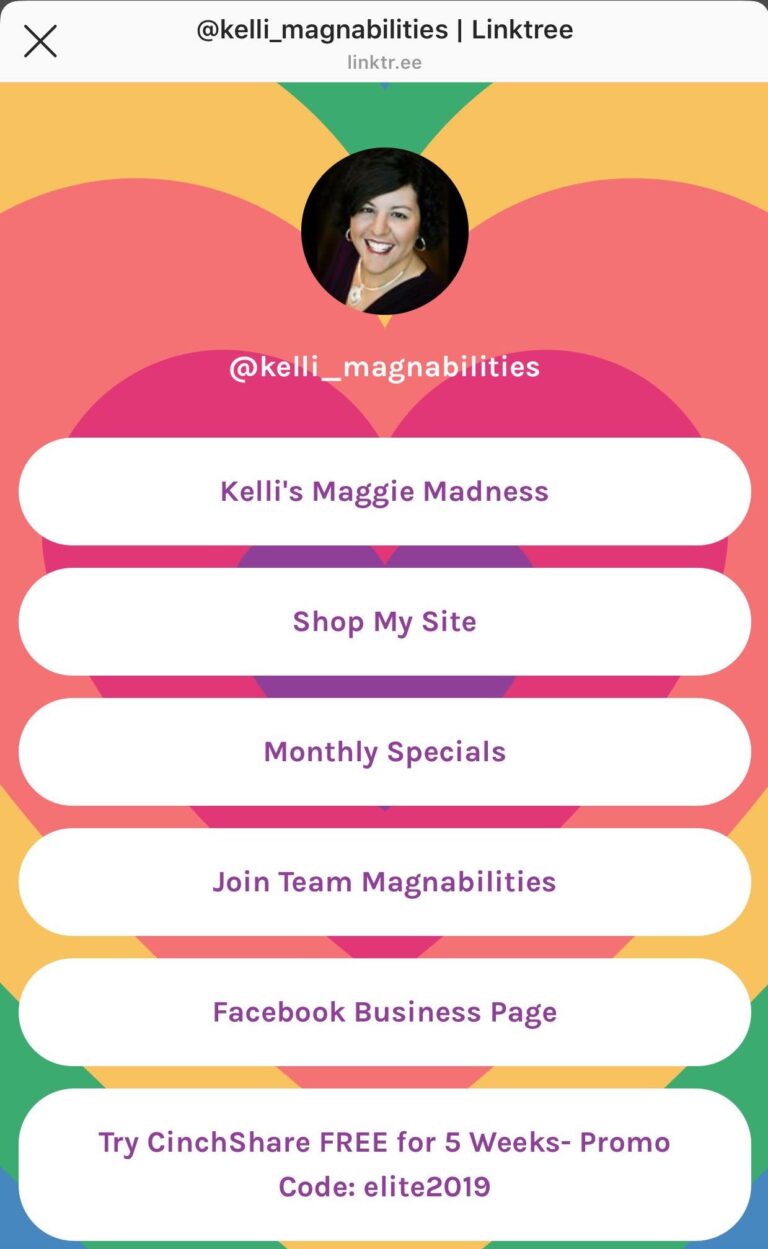 @kelli_magnabilities | Linktree
linktr.ee
@kelli_magnabilities
Kelli's Maggie Madness
Shop My Site
Monthly Specials
Join Team Magnabilities
Facebook Business Page
Try CinchShare FREE for 5 Weeks- Promo
Code: elite2019